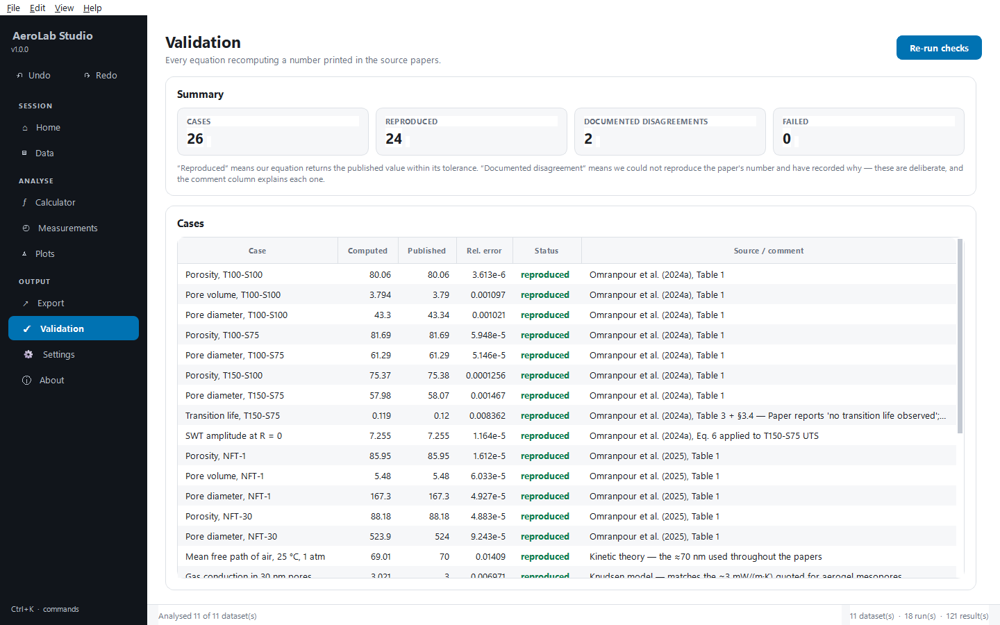 File Edit View Help
AeroLab Studio
v1.0.0
Undo Redo
SESSION
Home
Data
ANALYSE
Calculator
Measurements
Plots
OUTPUT
Export
Validation
Settings
About
Ctrl+K · commands
Validation
Every equation recomputing a number printed in the source papers.
Re-run checks
Summary
CASES REPRODUCED DOCUMENTED DISAGREEMENTS FAILED
26 24 2 0
"Reproduced" means our equation returns the published value within its tolerance. "Documented disagreement" means we could not reproduce the paper's number and have recorded why — these are deliberate, and
the comment column explains each one.
Cases
Case Computed Published Rel. error Status Source / comment
Porosity, T100-S100 80.06 80.06 3.613e-6 reproduced Omranpour et al. (2024a), Table 1
Pore volume, T100-S100 3.794 3.79 0.001097 reproduced Omranpour et al. (2024a), Table 1
Pore diameter, T100-S100 43.3 43.34 0.001021 reproduced Omranpour et al. (2024a), Table 1
Porosity, T100-S75 81.69 81.69 5.948e-5 reproduced Omranpour et al. (2024a), Table 1
Pore diameter, T100-S75 61.29 61.29 5.146e-5 reproduced Omranpour et al. (2024a), Table 1
Porosity, T150-S100 75.37 75.38 0.0001256 reproduced Omranpour et al. (2024a), Table 1
Pore diameter, T150-S75 57.98 58.07 0.001467 reproduced Omranpour et al. (2024a), Table 1
Transition life, T150-S75 0.119 0.12 0.008362 reproduced Omranpour et al. (2024a), Table 3 + §3.4 — Paper reports 'no transition life observed';...
SWT amplitude at R = 0 7.255 7.255 1.164e-5 reproduced Omranpour et al. (2024a), Eq. 6 applied to T150-S75 UTS
Porosity, NFT-1 85.95 85.95 1.612e-5 reproduced Omranpour et al. (2025), Table 1
Pore volume, NFT-1 5.48 5.48 6.033e-5 reproduced Omranpour et al. (2025), Table 1
Pore diameter, NFT-1 167.3 167.3 4.927e-5 reproduced Omranpour et al. (2025), Table 1
Porosity, NFT-30 88.18 88.18 4.883e-5 reproduced Omranpour et al. (2025), Table 1
Pore diameter, NFT-30 523.9 524 9.243e-5 reproduced Omranpour et al. (2025), Table 1
Mean free path of air, 25 °C, 1 atm 69.01 70 0.01409 reproduced Kinetic theory — the ≈70 nm used throughout the papers
Gas conduction in 30 nm pores 3.021 3 0.006971 reproduced Knudsen model — matches the ~3 mW/(m·K) quoted for aerogel mesopores
Analysed 11 of 11 dataset(s)
11 dataset(s) · 18 run(s) · 121 result(s)